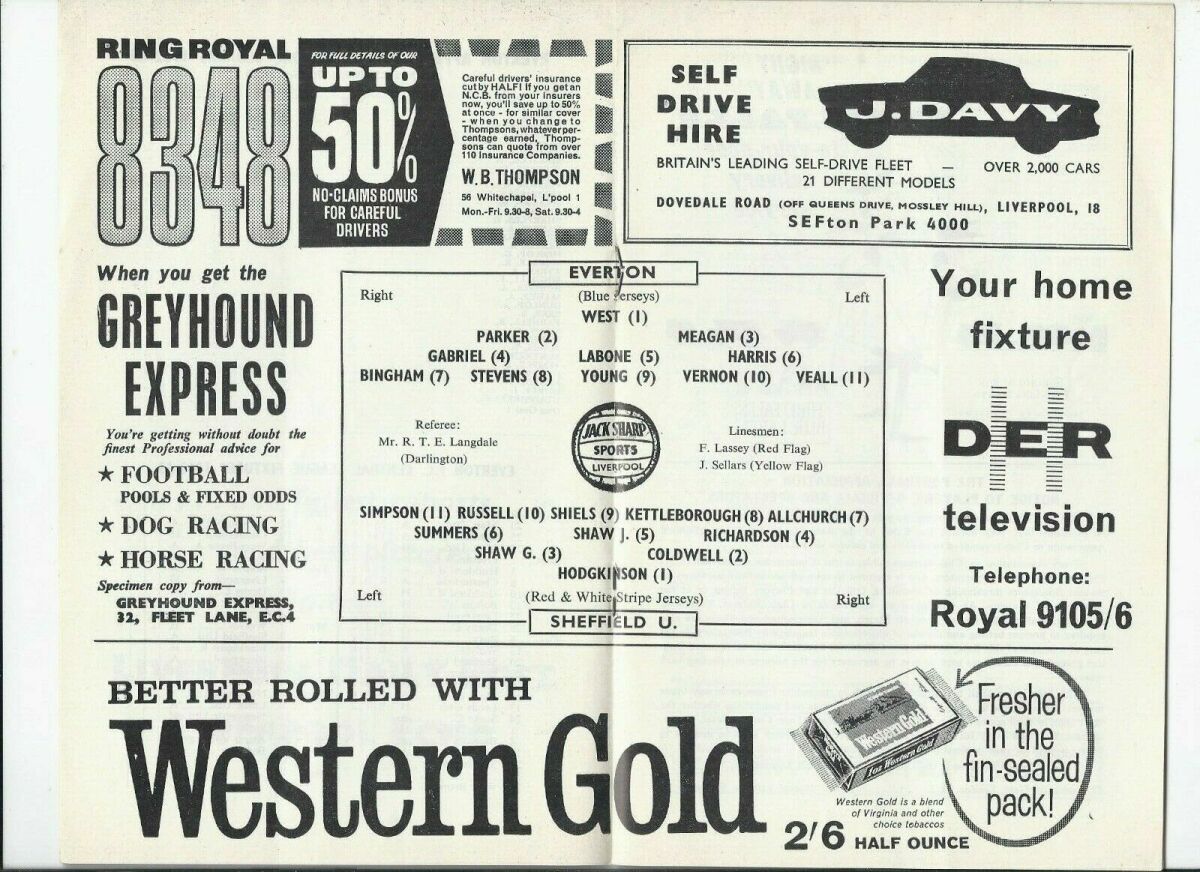 RING ROYAL
8348
FOR FULL DETAILS OF OUR
UP TO
50%
NO-CLAIMS BONUS
FOR CAREFUL
DRIVERS
Careful drivers' insurance
cut by HALF! If you get an
N.C.B. from your insurers
now, you'll save up to 50%
at once - for similar cover
- when you change to
Thompsons, whatever per-
centage earned, Thomp-
sons can quote from over
110 Insurance Companies.
W. B. THOMPSON
56 Whitechapel, L'pool 1
Mon.-Fri. 9.30-8, Sat. 9.30-4
SELF
DRIVE
HIRE
J. DAVY
BRITAIN'S LEADING SELF-DRIVE FLEET — OVER 2,000 CARS
21 DIFFERENT MODELS
DOVEDALE ROAD (OFF QUEENS DRIVE, MOSSLEY HILL), LIVERPOOL, 18
SEFton Park 4000
When you get the
GREYHOUND
EXPRESS
You're getting without doubt the
finest Professional advice for
★ FOOTBALL
POOLS & FIXED ODDS
★ DOG RACING
★ HORSE RACING
Specimen copy from—
GREYHOUND EXPRESS,
32, FLEET LANE, E.C.4
EVERTON
Right (Blue Jerseys) Left
WEST (1)
PARKER (2) MEAGAN (3)
GABRIEL (4) LABONE (5) HARRIS (6)
BINGHAM (7) STEVENS (8) YOUNG (9) VERNON (10) VEALL (11)
Referee:
Mr. R. T. E. Langdale
(Darlington)
JACK SHARP
SPORTS
LIVERPOOL
Linesmen:
F. Lassey (Red Flag)
J. Sellars (Yellow Flag)
SIMPSON (11) RUSSELL (10) SHIELS (9) KETTLEBOROUGH (8) ALLCHURCH (7)
SUMMERS (6) SHAW J. (5) RICHARDSON (4)
SHAW G. (3) COLDWELL (2)
HODGKINSON (1)
Left (Red & White Stripe Jerseys) Right
SHEFFIELD U.
Your home
fixture
DER
television
Telephone:
Royal 9105/6
BETTER ROLLED WITH
Western Gold
Western Gold
1oz Western Gold
Fresher
in the
fin-sealed
pack!
Western Gold is a blend
of Virginia and other
choice tobaccos
2/6 HALF OUNCE